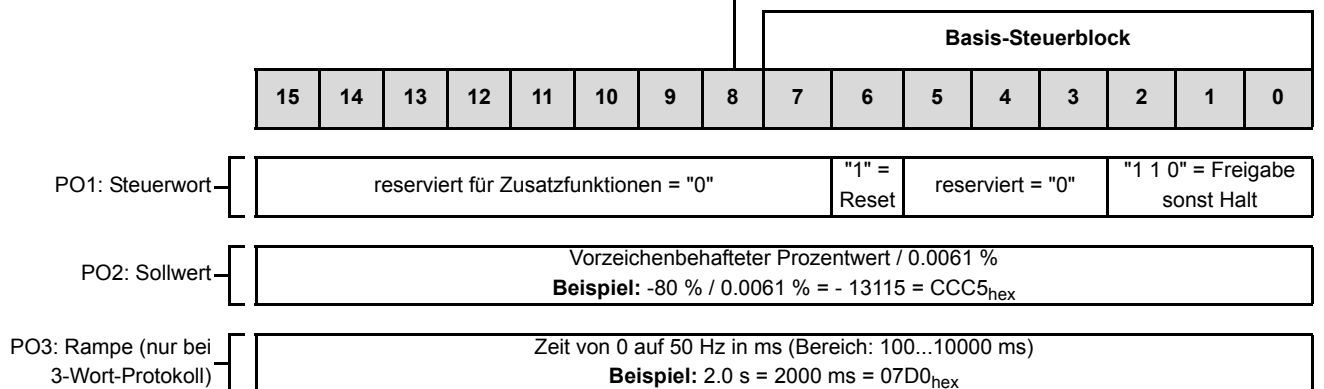 Basis-Steuerblock
15 14 13 12 11 10 9 8 7 6 5 4 3 2 1 0
PO1: Steuerwort
reserviert für Zusatzfunktionen = "0"
"1" =
Reset
reserviert = "0"
"1 1 0" = Freigabe
sonst Halt
PO2: Sollwert
Vorzeichenbehafteter Prozentwert / 0.0061 %
Beispiel: -80 % / 0.0061 % = - 13115 = CCC5hex
PO3: Rampe (nur bei
3-Wort-Protokoll)
Zeit von 0 auf 50 Hz in ms (Bereich: 100...10000 ms)
Beispiel: 2.0 s = 2000 ms = 07D0hex